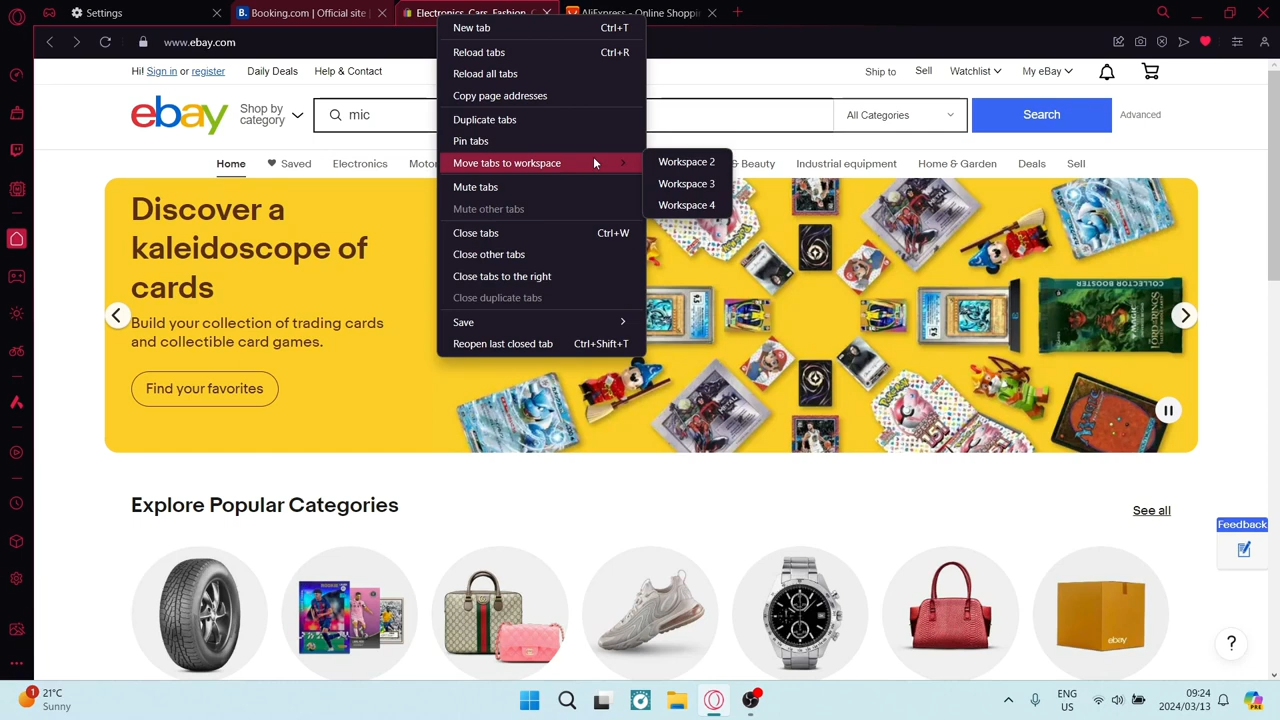 Settings
Booking.com | Official site
Electronics, Cars, Fashion
AliExpress - Online Shoppi
www.ebay.com
New tab Ctrl+T
Reload tabs Ctrl+R
Reload all tabs
Copy page addresses
Duplicate tabs
Pin tabs
Move tabs to workspace
Mute tabs
Mute other tabs
Close tabs Ctrl+W
Close other tabs
Close tabs to the right
Close duplicate tabs
Save
Reopen last closed tab Ctrl+Shift+T
Workspace 2
Workspace 3
Workspace 4
Hi! Sign in or register Daily Deals Help & Contact
Ship to Sell Watchlist My eBay
ebay
Shop by
category
mic
All Categories
Search
Advanced
Home Saved Electronics Motor & Beauty Industrial equipment Home & Garden Deals Sell
Discover a
kaleidoscope of
cards
Build your collection of trading cards
and collectible card games.
Find your favorites
COLLECTOR BOOSTER
Explore Popular Categories
See all
Feedback
ebay
?
1
21°C
Sunny
ENG
US
09:24
2024/03/13
PRE